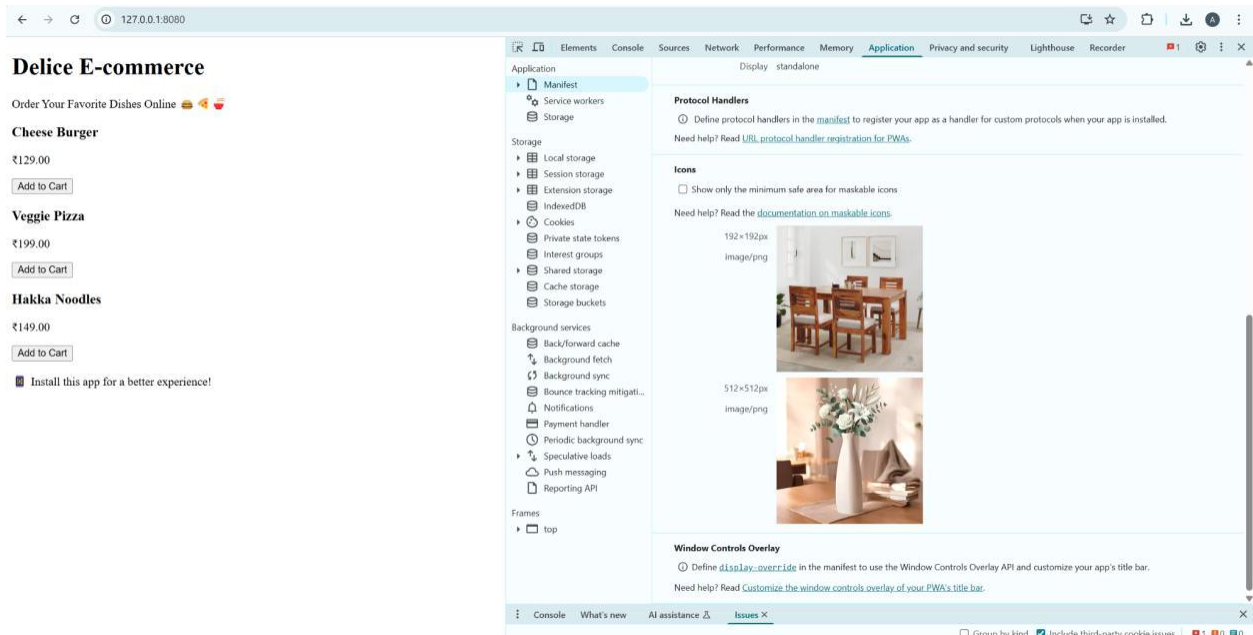 127.0.0.1:8080
A
Delice E-commerce
Order Your Favorite Dishes Online 🍔 🍕 🍜
Cheese Burger
₹129.00
Add to Cart
Veggie Pizza
₹199.00
Add to Cart
Hakka Noodles
₹149.00
Add to Cart
Install this app for a better experience!
Elements Console Sources Network Performance Memory Application Privacy and security Lighthouse Recorder 1
Application
Manifest
Service workers
Storage
Storage
Local storage
Session storage
Extension storage
IndexedDB
Cookies
Private state tokens
Interest groups
Shared storage
Cache storage
Storage buckets
Background services
Back/forward cache
Background fetch
Background sync
Bounce tracking mitigati...
Notifications
Payment handler
Periodic background sync
Speculative loads
Push messaging
Reporting API
Frames
top
Display standalone
Protocol Handlers
Define protocol handlers in the manifest to register your app as a handler for custom protocols when your app is installed.
Need help? Read URL protocol handler registration for PWAs.
Icons
Show only the minimum safe area for maskable icons
Need help? Read the documentation on maskable icons.
192×192px
image/png
512×512px
image/png
Window Controls Overlay
Define display-override in the manifest to use the Window Controls Overlay API and customize your app's title bar.
Need help? Read Customize the window controls overlay of your PWA's title bar.
Console What's new AI assistance Issues
Group by kind Include third-party cookie issues 1 0 0